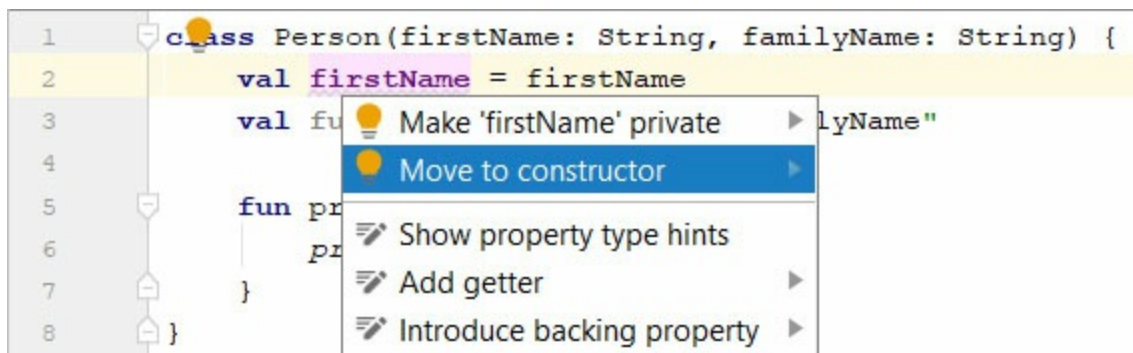 1 class Person(firstName: String, familyName: String) {
2 val firstName = firstName
3 val fu lyName"
Make 'firstName' private
4
Move to constructor
5 fun pr
Show property type hints
6 pr
Add getter
7 }
Introduce backing property
8 }